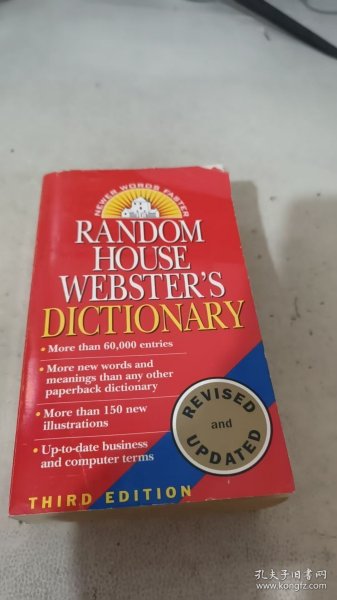 NEWER WORDS FASTER
RANDOM
HOUSE
WEBSTER'S
DICTIONARY
• More than 60,000 entries
• More new words and
meanings than any other
paperback dictionary
• More than 150 new
illustrations
• Up-to-date business
and computer terms
REVISED
and
UPDATED
THIRD EDITION
孔夫子旧书网
www.kongfz.com